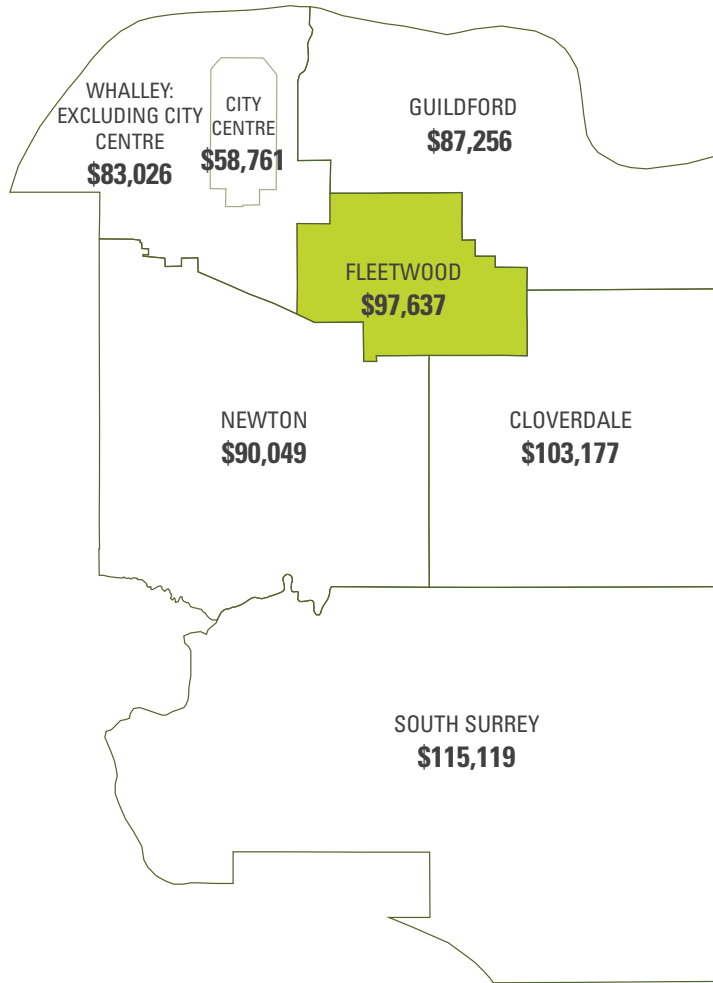 WHALLEY:
EXCLUDING CITY
CENTRE
$83,026
CITY
CENTRE
$58,761
GUILDFORD
$87,256
FLEETWOOD
$97,637
NEWTON
$90,049
CLOVERDALE
$103,177
SOUTH SURREY
$115,119